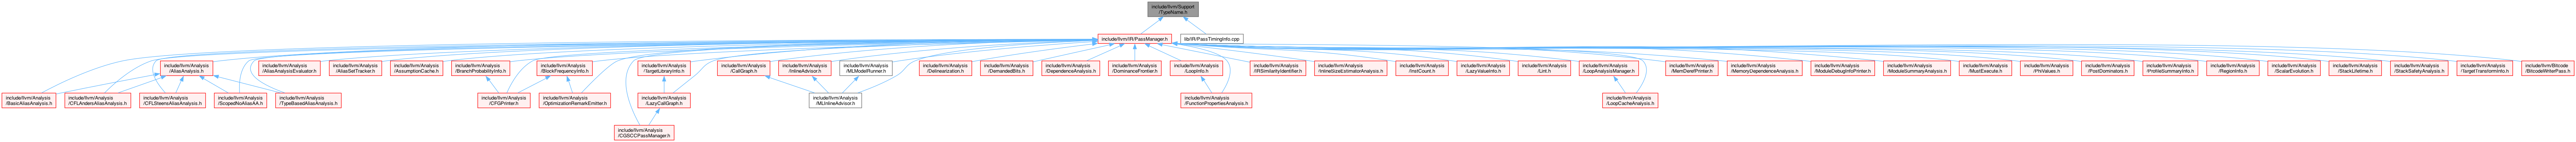 include/llvm/Support
/TypeName.h
include/llvm/IR/PassManager.h
lib/IR/PassTimingInfo.cpp
include/llvm/Analysis
/AliasAnalysis.h
include/llvm/Analysis
/AliasAnalysisEvaluator.h
include/llvm/Analysis
/AliasSetTracker.h
include/llvm/Analysis
/AssumptionCache.h
include/llvm/Analysis
/BranchProbabilityInfo.h
include/llvm/Analysis
/BlockFrequencyInfo.h
include/llvm/Analysis
/TargetLibraryInfo.h
include/llvm/Analysis
/CallGraph.h
include/llvm/Analysis
/InlineAdvisor.h
include/llvm/Analysis
/MLModelRunner.h
include/llvm/Analysis
/Delinearization.h
include/llvm/Analysis
/DemandedBits.h
include/llvm/Analysis
/DependenceAnalysis.h
include/llvm/Analysis
/DominanceFrontier.h
include/llvm/Analysis
/LoopInfo.h
include/llvm/Analysis
/IRSimilarityIdentifier.h
include/llvm/Analysis
/InlineSizeEstimatorAnalysis.h
include/llvm/Analysis
/InstCount.h
include/llvm/Analysis
/LazyValueInfo.h
include/llvm/Analysis
/Lint.h
include/llvm/Analysis
/LoopAnalysisManager.h
include/llvm/Analysis
/MemDerefPrinter.h
include/llvm/Analysis
/MemoryDependenceAnalysis.h
include/llvm/Analysis
/ModuleDebugInfoPrinter.h
include/llvm/Analysis
/ModuleSummaryAnalysis.h
include/llvm/Analysis
/MustExecute.h
include/llvm/Analysis
/PhiValues.h
include/llvm/Analysis
/PostDominators.h
include/llvm/Analysis
/ProfileSummaryInfo.h
include/llvm/Analysis
/RegionInfo.h
include/llvm/Analysis
/ScalarEvolution.h
include/llvm/Analysis
/StackLifetime.h
include/llvm/Analysis
/StackSafetyAnalysis.h
include/llvm/Analysis
/TargetTransformInfo.h
include/llvm/Bitcode
/BitcodeWriterPass.h
include/llvm/Analysis
/BasicAliasAnalysis.h
include/llvm/Analysis
/CFLAndersAliasAnalysis.h
include/llvm/Analysis
/CFLSteensAliasAnalysis.h
include/llvm/Analysis
/ScopedNoAliasAA.h
include/llvm/Analysis
/TypeBasedAliasAnalysis.h
include/llvm/Analysis
/CFGPrinter.h
include/llvm/Analysis
/OptimizationRemarkEmitter.h
include/llvm/Analysis
/LazyCallGraph.h
include/llvm/Analysis
/MLInlineAdvisor.h
include/llvm/Analysis
/FunctionPropertiesAnalysis.h
include/llvm/Analysis
/LoopCacheAnalysis.h
include/llvm/Analysis
/CGSCCPassManager.h